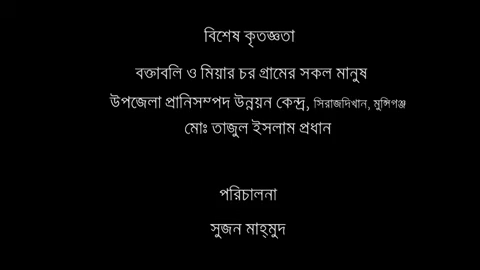 বিশেষ কৃতজ্ঞতা
বক্তাবলি ও মিয়ার চর গ্রামের সকল মানুষ
উপজেলা প্রানিসম্পদ উন্নয়ন কেন্দ্র, সিরাজদিখান, মুন্সিগঞ্জ
মোঃ তাজুল ইসলাম প্রধান
পরিচালনা
সুজন মাহ্‌মুদ